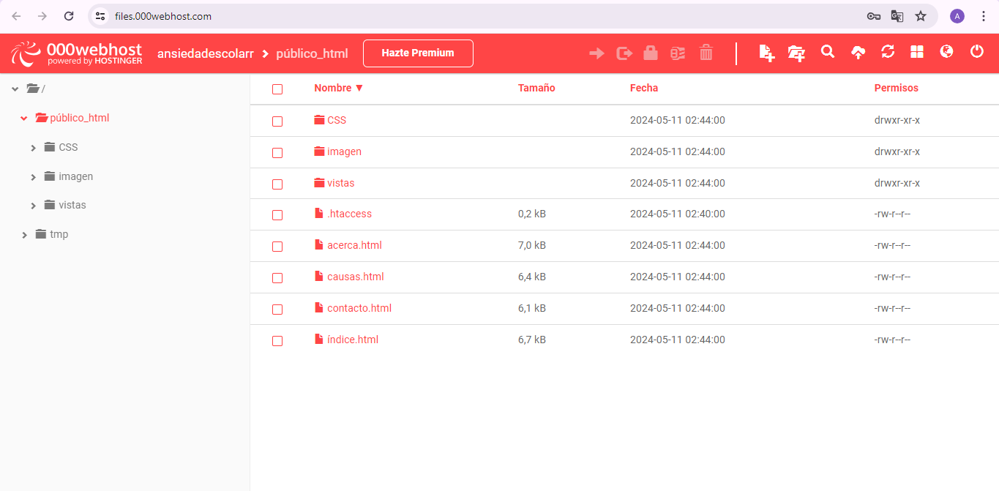 files.000webhost.com
A
000webhost
powered by HOSTINGER
ansiedadescolarr
público_html
Hazte Premium
/
público_html
CSS
imagen
vistas
tmp
Nombre ▼ Tamaño Fecha Permisos
CSS 2024-05-11 02:44:00 drwxr-xr-x
imagen 2024-05-11 02:44:00 drwxr-xr-x
vistas 2024-05-11 02:44:00 drwxr-xr-x
.htaccess 0,2 kB 2024-05-11 02:40:00 -rw-r--r--
acerca.html 7,0 kB 2024-05-11 02:44:00 -rw-r--r--
causas.html 6,4 kB 2024-05-11 02:44:00 -rw-r--r--
contacto.html 6,1 kB 2024-05-11 02:44:00 -rw-r--r--
índice.html 6,7 kB 2024-05-11 02:44:00 -rw-r--r--